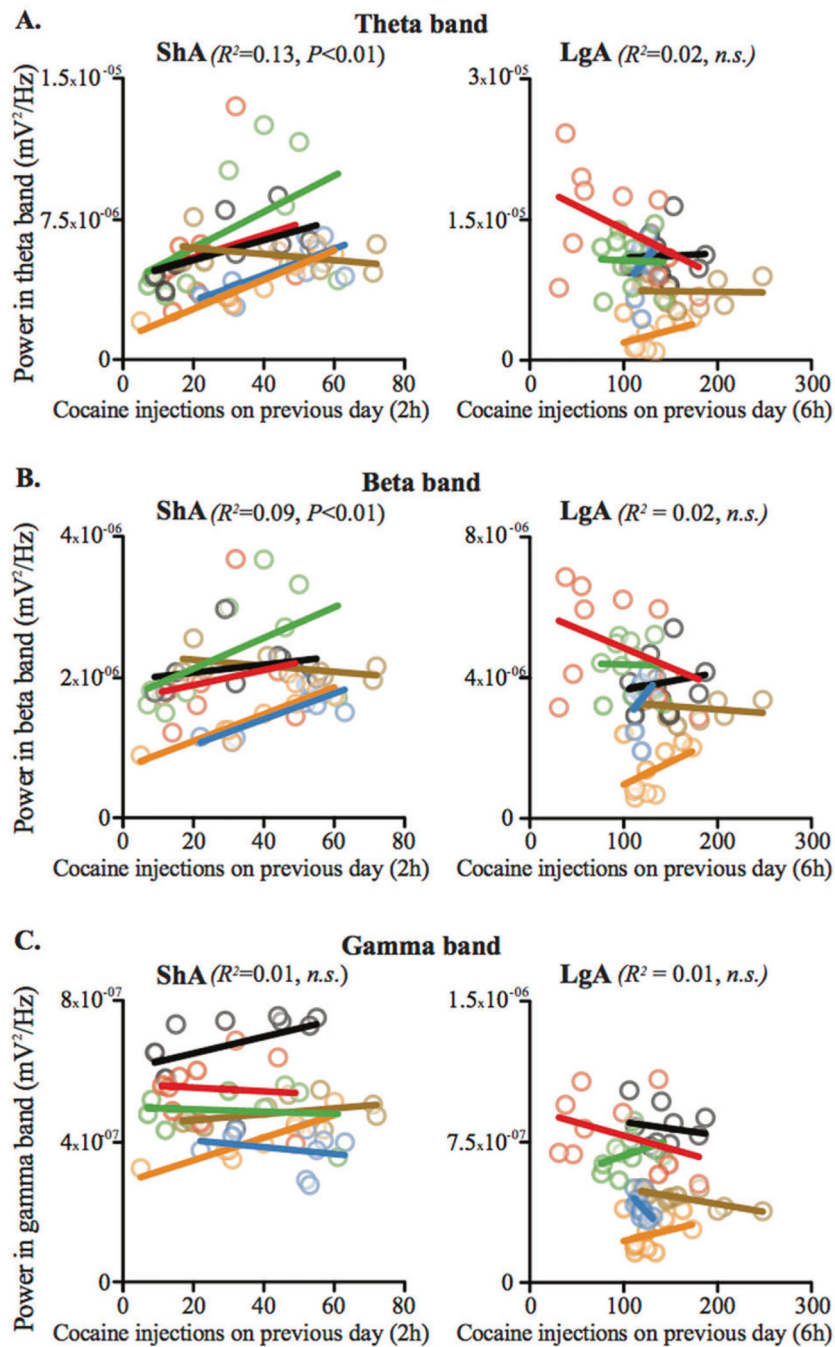 A.
Theta band
ShA (R²=0.13, P<0.01)
LgA (R²=0.02, n.s.)
Power in theta band (mV²/Hz)
1.5x10⁻⁰⁵
7.5x10⁻⁰⁶
0
0 20 40 60 80
Cocaine injections on previous day (2h)
3x10⁻⁰⁵
1.5x10⁻⁰⁵
0
0 100 200 300
Cocaine injections on previous day (6h)
B.
Beta band
ShA (R²=0.09, P<0.01)
LgA (R² = 0.02, n.s.)
Power in beta band (mV²/Hz)
4x10⁻⁰⁶
2x10⁻⁰⁶
0
0 20 40 60 80
Cocaine injections on previous day (2h)
8x10⁻⁰⁶
4x10⁻⁰⁶
0
0 100 200 300
Cocaine injections on previous day (6h)
C.
Gamma band
ShA (R²=0.01, n.s.)
LgA (R² = 0.01, n.s.)
Power in gamma band (mV²/Hz)
8x10⁻⁰⁷
4x10⁻⁰⁷
0
0 20 40 60 80
Cocaine injections on previous day (2h)
1.5x10⁻⁰⁶
7.5x10⁻⁰⁷
0
0 100 200 300
Cocaine injections on previous day (6h)